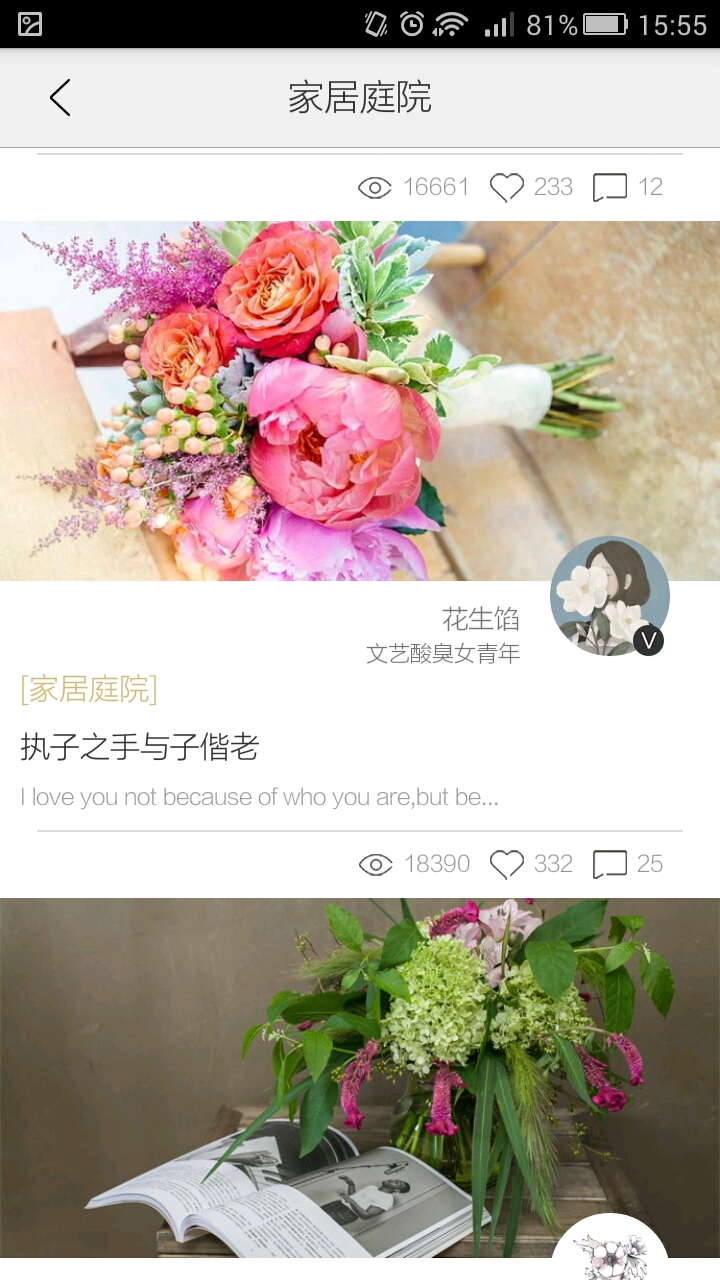 81% 15:55
家居庭院
16661 233 12
花生馅
V
文艺酸臭女青年
[家居庭院]
执子之手与子偕老
I love you not because of who you are,but be...
18390 332 25